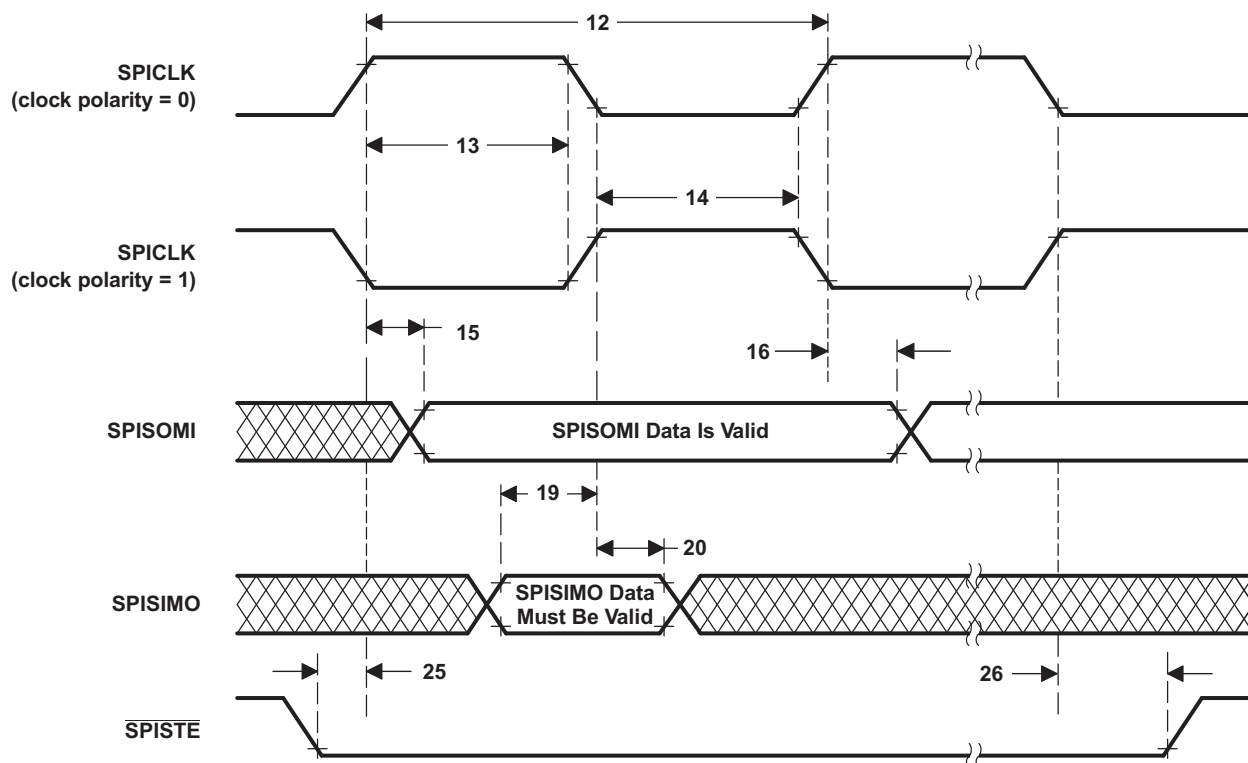 12
SPICLK
(clock polarity = 0)
13
14
SPICLK
(clock polarity = 1)
15
16
SPISOMI
SPISOMI Data Is Valid
19
20
SPISIMO
SPISIMO Data
Must Be Valid
25
26
SPISTE